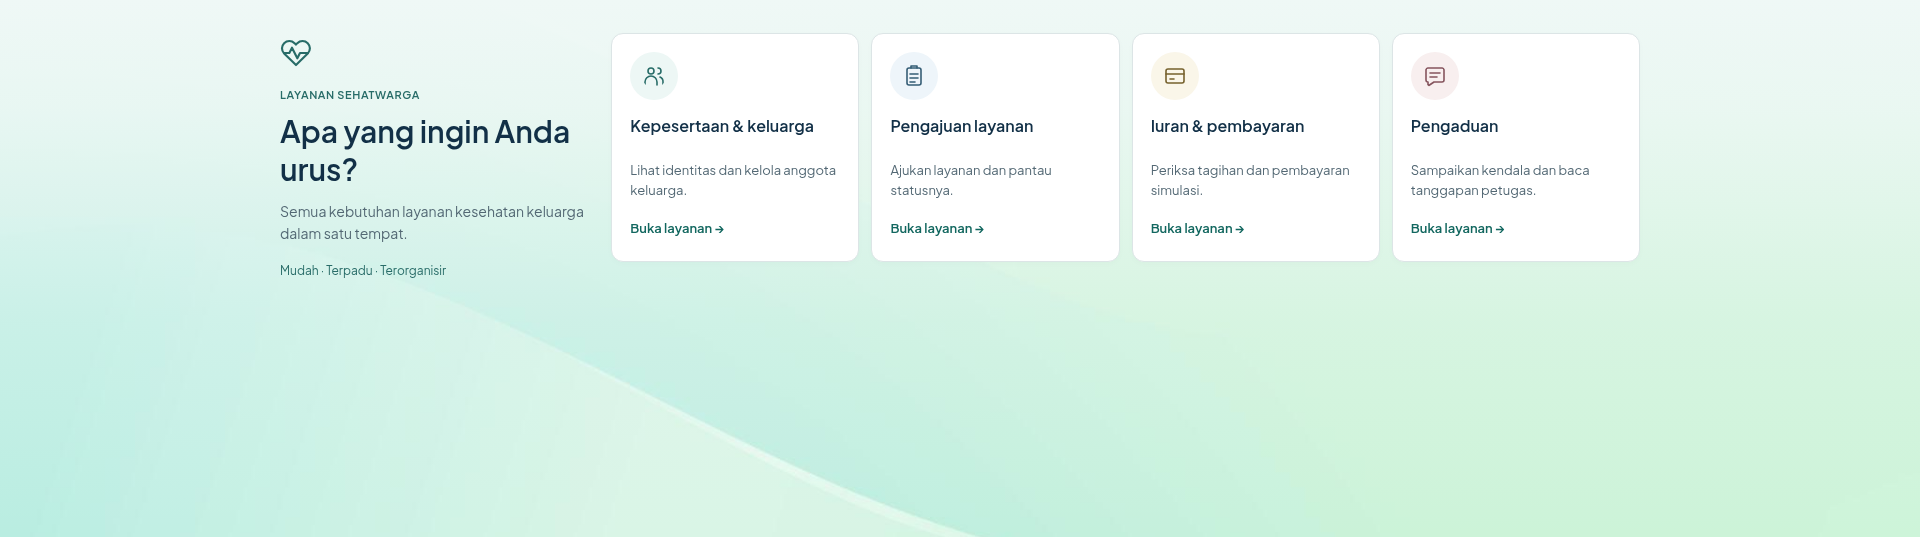 LAYANAN SEHATWARGA
Apa yang ingin Anda
urus?
Semua kebutuhan layanan kesehatan keluarga
dalam satu tempat.
Mudah · Terpadu · Terorganisir
Kepesertaan & keluarga
Lihat identitas dan kelola anggota
keluarga.
Buka layanan →
Pengajuan layanan
Ajukan layanan dan pantau
statusnya.
Buka layanan →
Iuran & pembayaran
Periksa tagihan dan pembayaran
simulasi.
Buka layanan →
Pengaduan
Sampaikan kendala dan baca
tanggapan petugas.
Buka layanan →